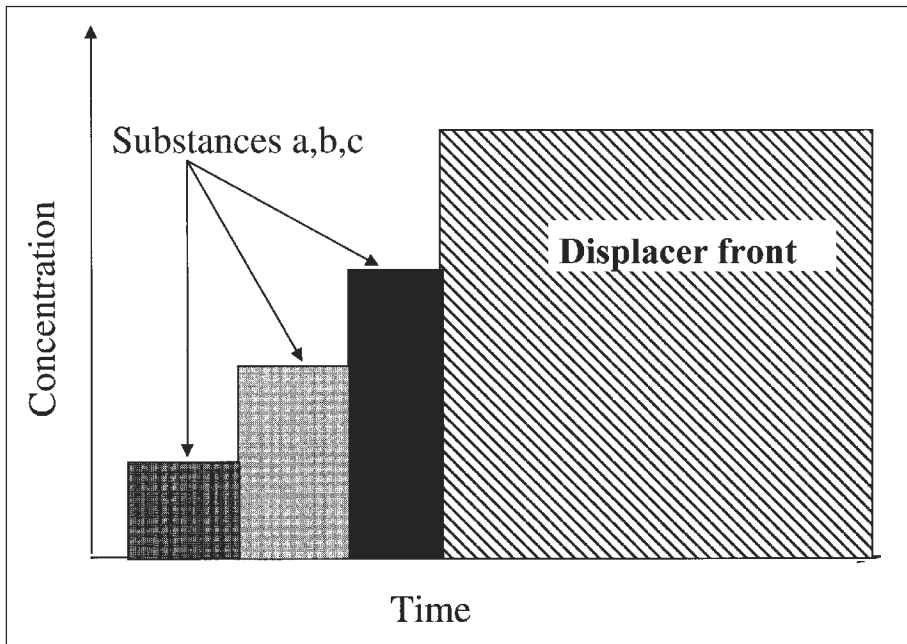 Substances a,b,c
Displacer front
Concentration
Time